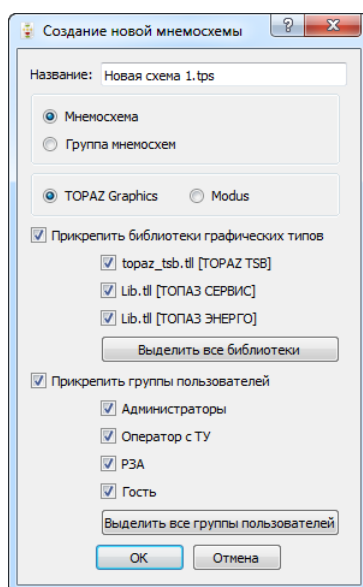 Создание новой мнемосхемы
Название: Новая схема 1.tps
Мнемосхема
Группа мнемосхем
TOPAZ Graphics Modus
Прикрепить библиотеки графических типов
topaz_tsb.tll [TOPAZ TSB]
Lib.tll [ТОПАЗ СЕРВИС]
Lib.tll [ТОПАЗ ЭНЕРГО]
Выделить все библиотеки
Прикрепить группы пользователей
Администраторы
Оператор с ТУ
РЗА
Гость
Выделить все группы пользователей
ОК Отмена